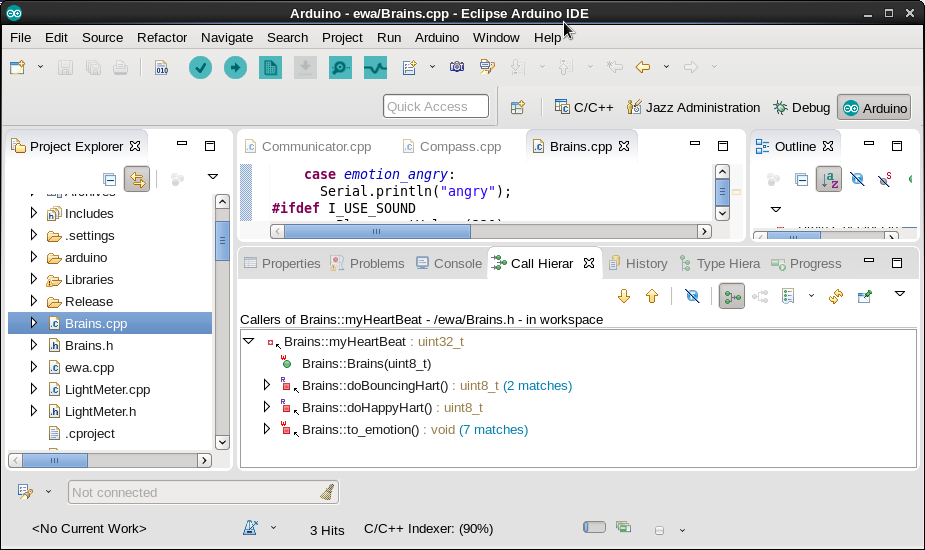 Arduino - ewa/Brains.cpp - Eclipse Arduino IDE
File Edit Source Refactor Navigate Search Project Run Arduino Window Help
010
Quick Access
C/C++ Jazz Administration Debug Arduino
Project Explorer
Communicator.cpp Compass.cpp Brains.cpp
Outline
case emotion_angry:
Serial.println("angry");
#ifdef I_USE_SOUND
Archives
Includes
.settings
arduino
Libraries
Release
Brains.cpp
Brains.h
ewa.cpp
LightMeter.cpp
LightMeter.h
.cproject
Properties Problems Console Call Hierar History Type Hiera Progress
Callers of Brains::myHeartBeat - /ewa/Brains.h - in workspace
Brains::myHeartBeat : uint32_t
Brains::Brains(uint8_t)
Brains::doBouncingHart() : uint8_t (2 matches)
Brains::doHappyHart() : uint8_t
Brains::to_emotion() : void (7 matches)
Not connected
<No Current Work> 3 Hits C/C++ Indexer: (90%)